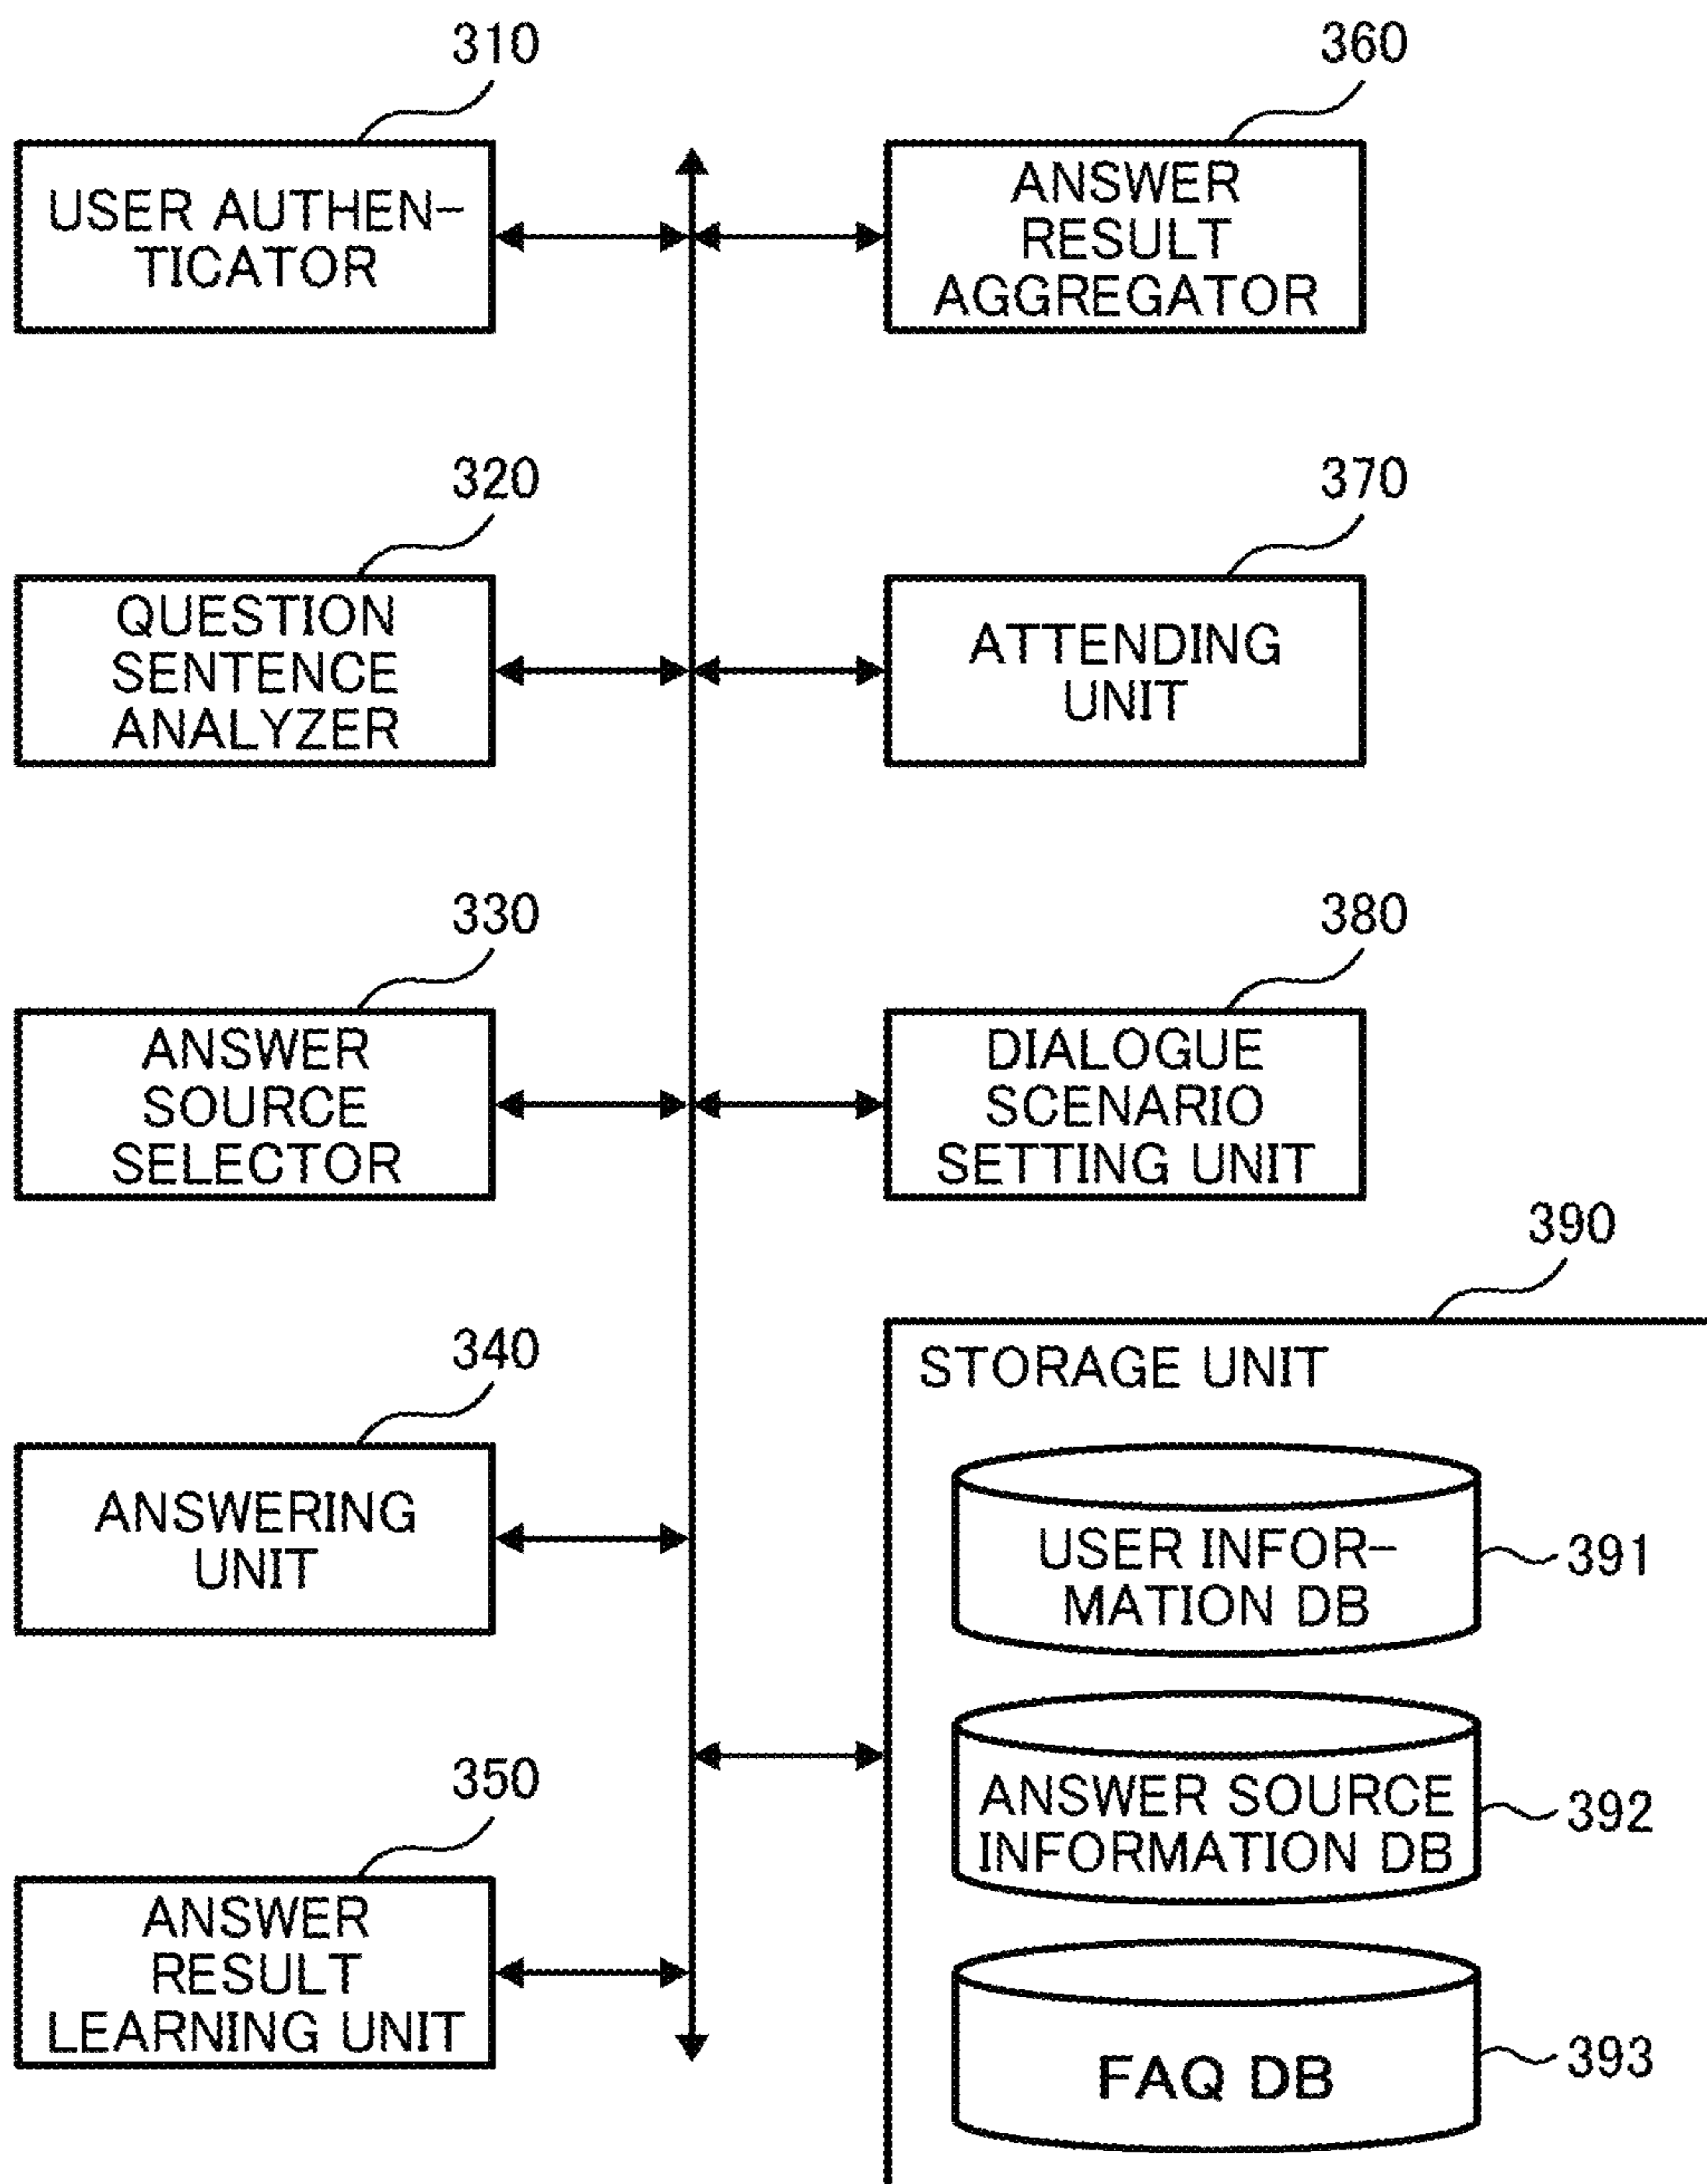 310
USER AUTHEN-
TICATOR
320
QUESTION
SENTENCE
ANALYZER
330
ANSWER
SOURCE
SELECTOR
340
ANSWERING
UNIT
350
ANSWER
RESULT
LEARNING UNIT
360
ANSWER
RESULT
AGGREGATOR
370
ATTENDING
UNIT
380
DIALOGUE
SCENARIO
SETTING UNIT
390
STORAGE UNIT
USER INFOR-
MATION DB
391
ANSWER SOURCE
INFORMATION DB
392
FAQ DB
393